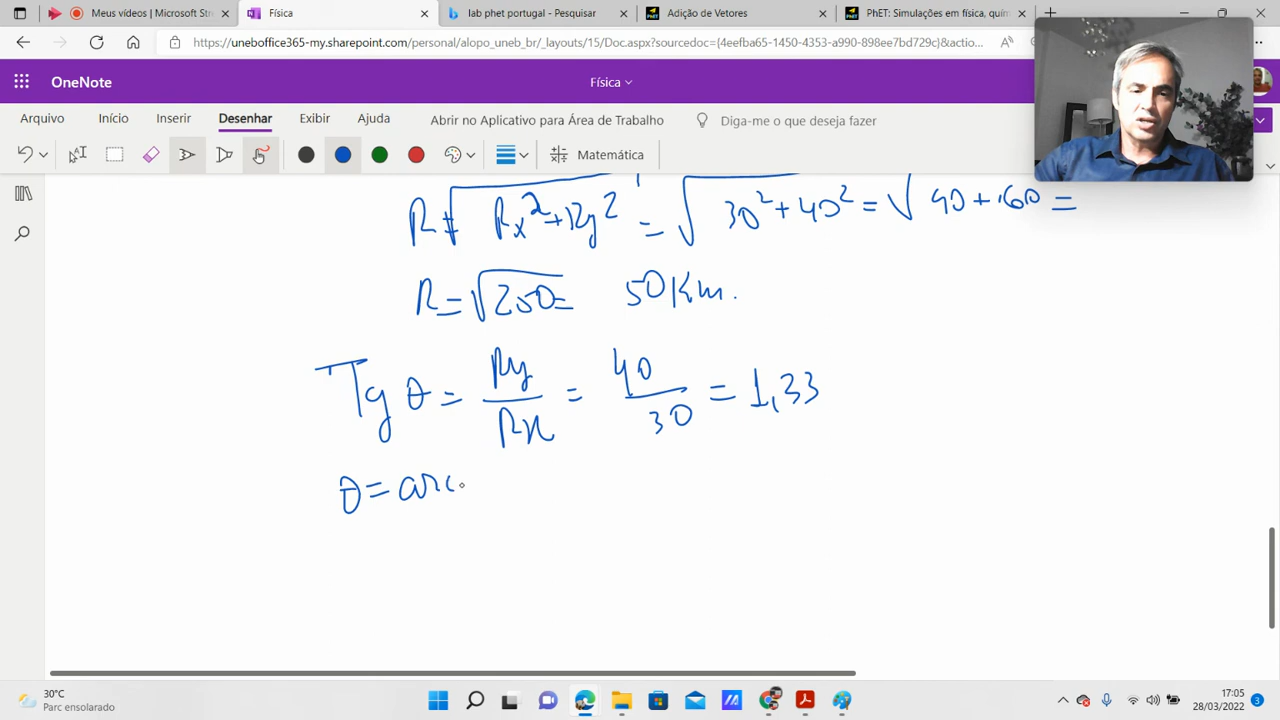 Meus vídeos | Microsoft Str
Física
lab phet portugal - Pesquisar
Adição de Vetores
PhET: Simulações em física, quím
https://uneboffice365-my.sharepoint.com/personal/alopo_uneb_br/_layouts/15/Doc.aspx?sourcedoc={4eefba65-1450-4353-a990-898ee7bd729c}&actio...
OneNote
Física
Arquivo Início Inserir Desenhar Exibir Ajuda Abrir no Aplicativo para Área de Trabalho Diga-me o que deseja fazer
Matemática
R = √Rx²+Ry² = √30²+40² = √90+160 =
R = √250 = 50 Km.
Tg θ = Ry/Rx = 40/30 = 1,33
θ = arc
30°C
Parc ensolarado
17:05
28/03/2022
3